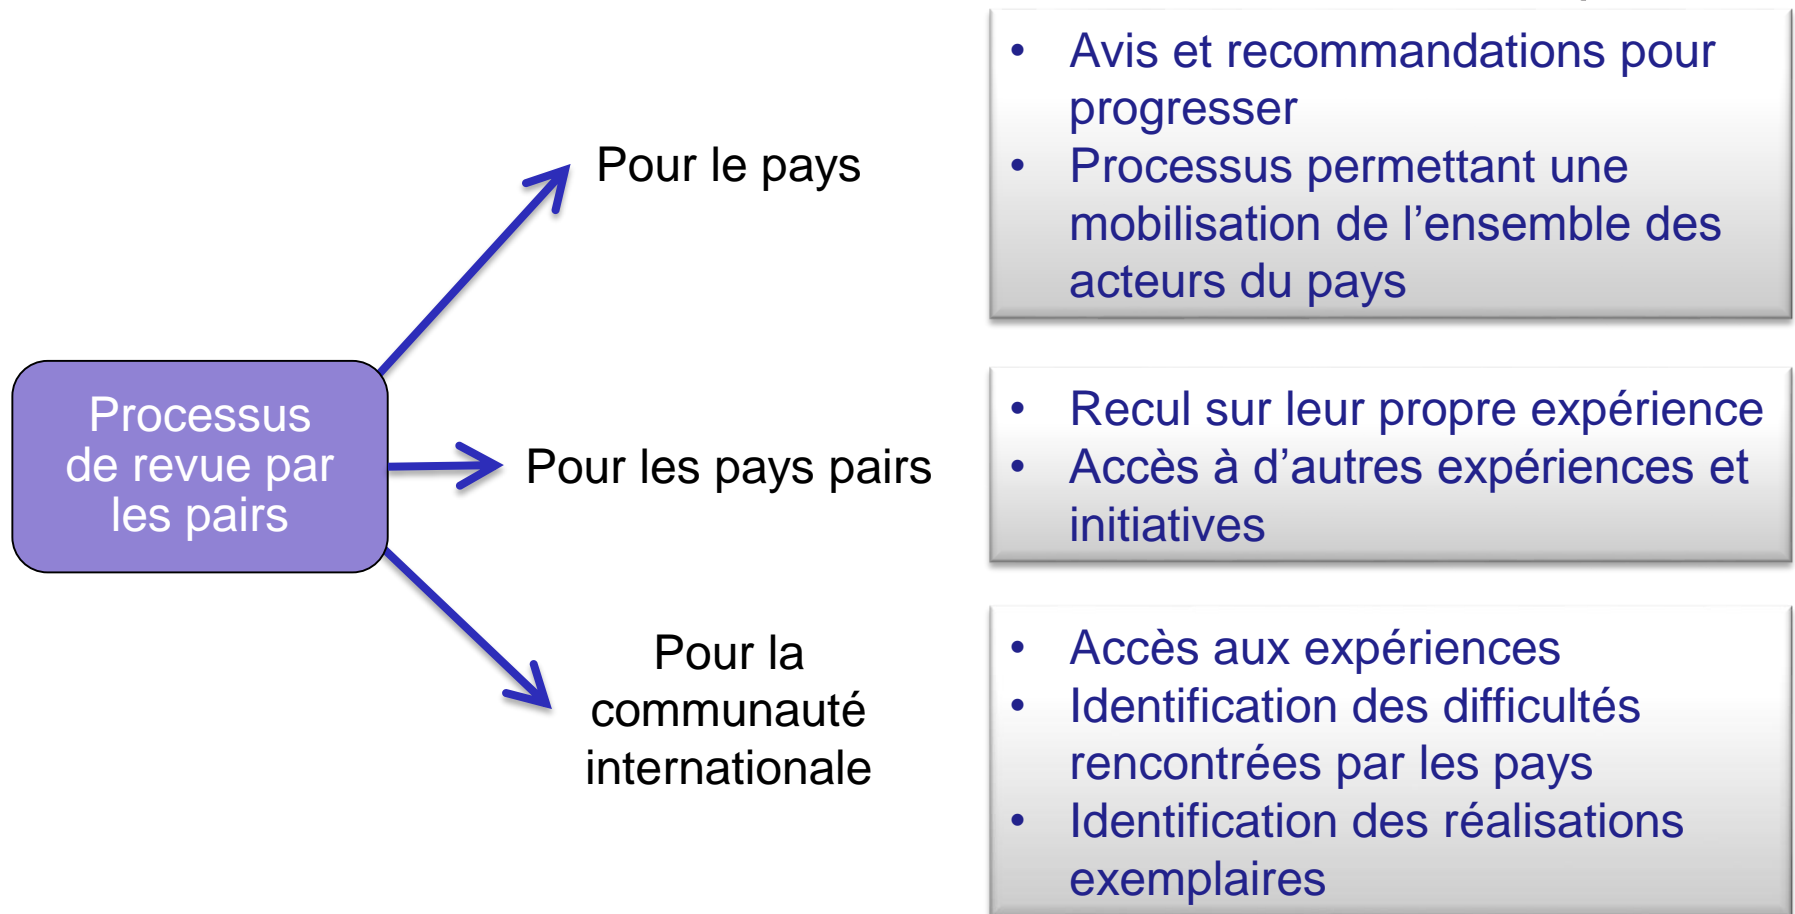 Processus
de revue par
les pairs
Pour le pays
• Avis et recommandations pour
progresser
• Processus permettant une
mobilisation de l’ensemble des
acteurs du pays
Pour les pays pairs
• Recul sur leur propre expérience
• Accès à d’autres expériences et
initiatives
Pour la
communauté
internationale
• Accès aux expériences
• Identification des difficultés
rencontrées par les pays
• Identification des réalisations
exemplaires